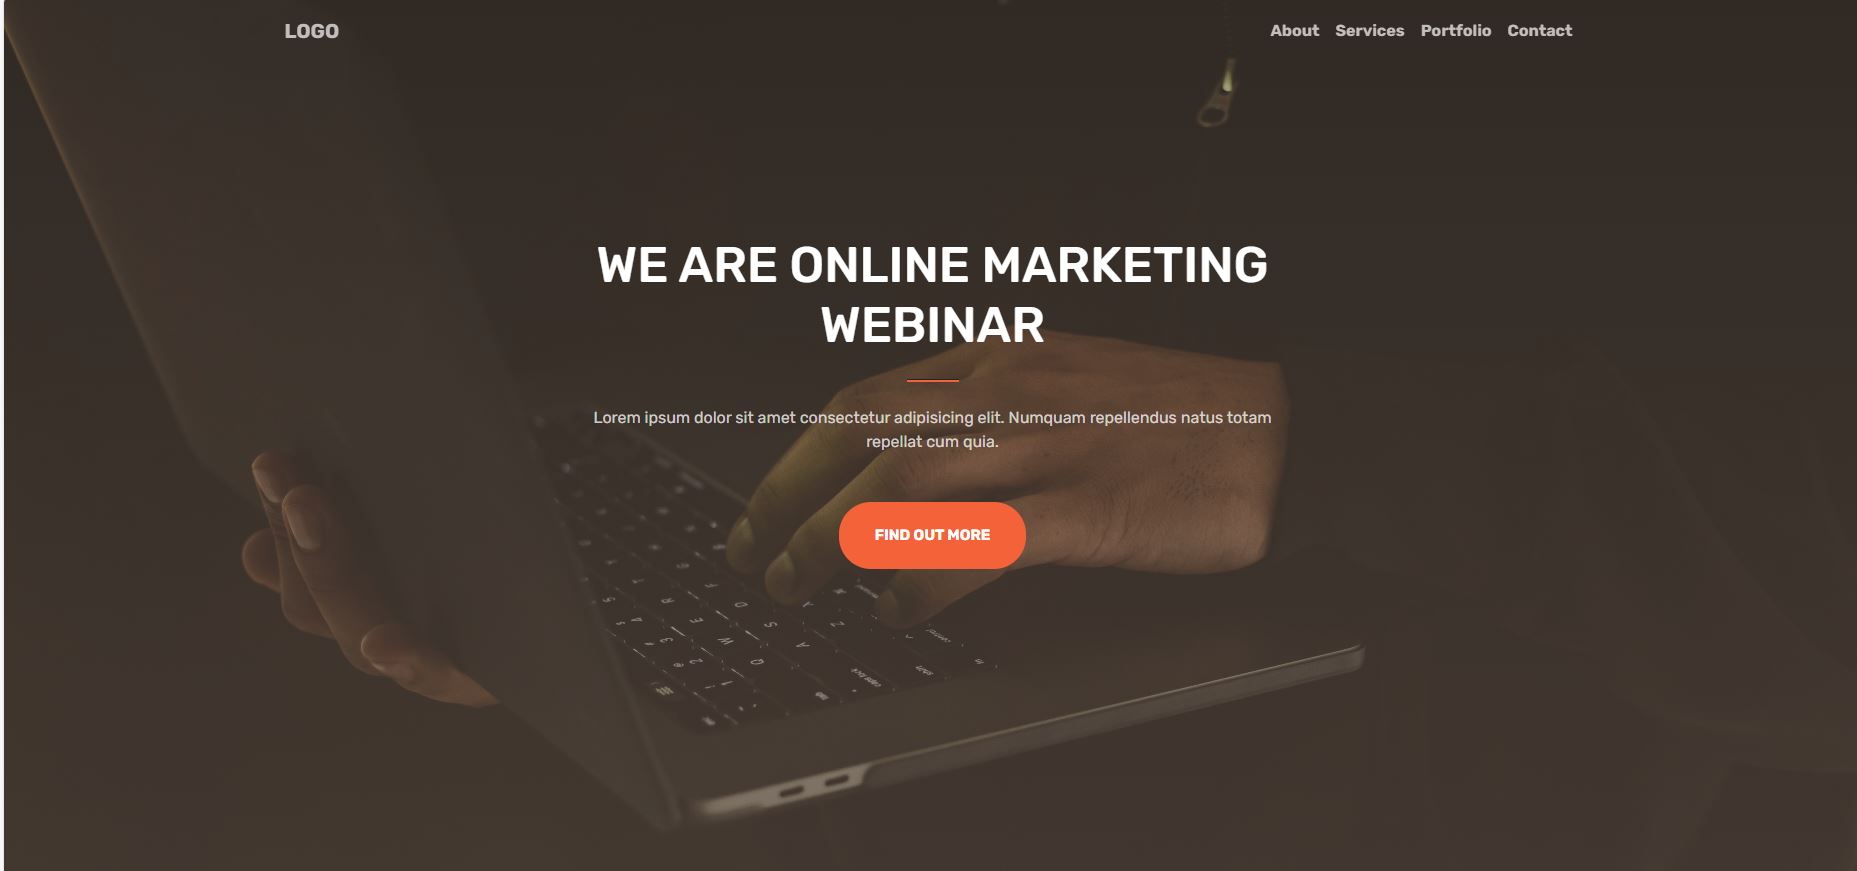 LOGO
About Services Portfolio Contact
WE ARE ONLINE MARKETING
WEBINAR
Lorem ipsum dolor sit amet consectetur adipisicing elit. Numquam repellendus natus totam
repellat cum quia.
FIND OUT MORE